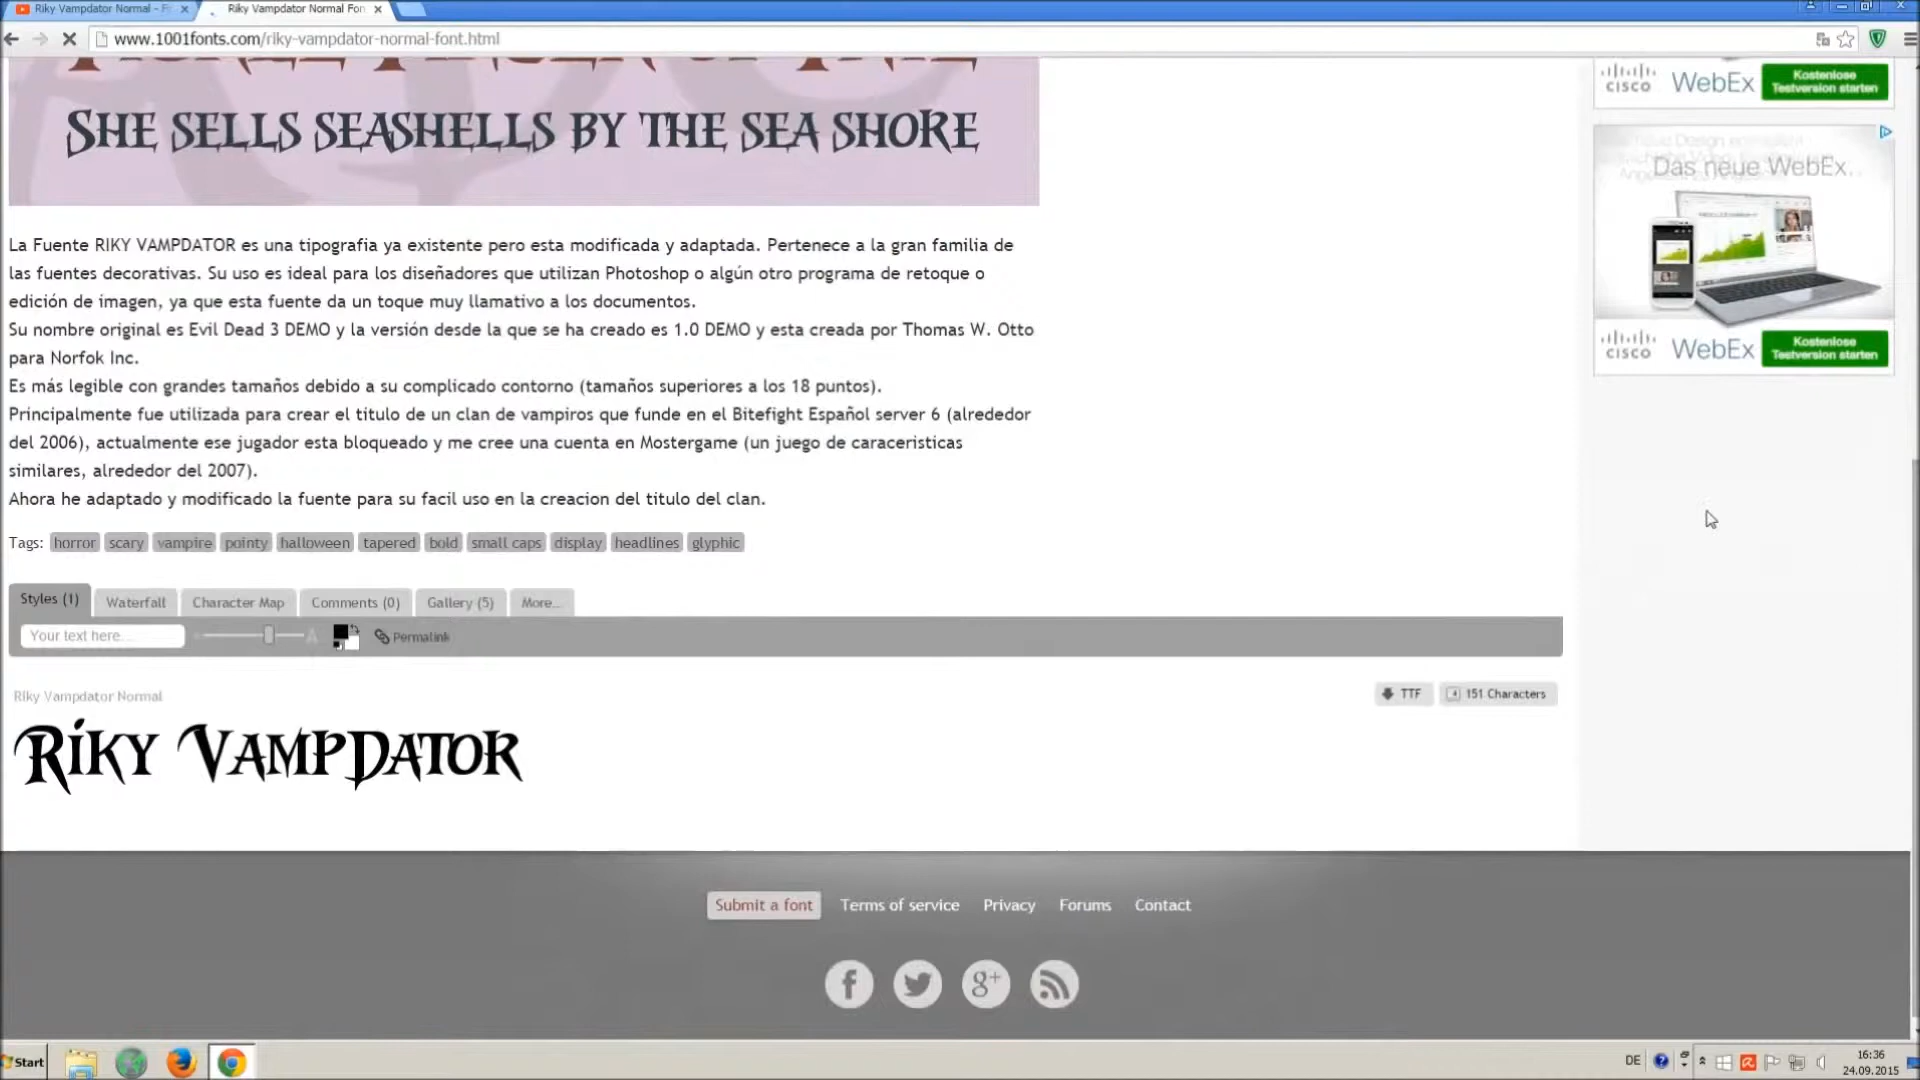 Riky Vampdator Normal - Fr
Riky Vampdator Normal Fon
www.1001fonts.com/riky-vampdator-normal-font.html
She sells seashells by the sea shore
La Fuente RIKY VAMPDATOR es una tipografia ya existente pero esta modificada y adaptada. Pertenece a la gran familia de
las fuentes decorativas. Su uso es ideal para los diseñadores que utilizan Photoshop o algún otro programa de retoque o
edición de imagen, ya que esta fuente da un toque muy llamativo a los documentos.
Su nombre original es Evil Dead 3 DEMO y la versión desde la que se ha creado es 1.0 DEMO y esta creada por Thomas W. Otto
para Norfok Inc.
Es más legible con grandes tamaños debido a su complicado contorno (tamaños superiores a los 18 puntos).
Principalmente fue utilizada para crear el titulo de un clan de vampiros que funde en el Bitefight Español server 6 (alrededor
del 2006), actualmente ese jugador esta bloqueado y me cree una cuenta en Mostergame (un juego de caraceristicas
similares, alrededor del 2007).
Ahora he adaptado y modificado la fuente para su facil uso en la creacion del titulo del clan.
Tags: horror scary vampire pointy halloween tapered bold small caps display headlines glyphic
Styles (1) Waterfall Character Map Comments (0) Gallery (5) More...
Your text here... A Permalink
Riky Vampdator Normal
TTF 151 Characters
Riky VampDator
cisco WebEx Kostenlose
Testversion starten
Das neue WebEx.
cisco WebEx Kostenlose
Testversion starten
Submit a font Terms of service Privacy Forums Contact
Start
DE
16:36
24.09.2015